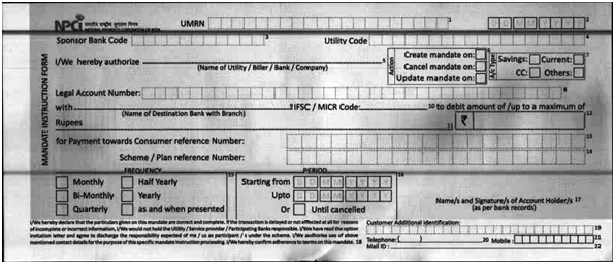 NPCI भारतीय राष्ट्रीय भुगतान निगम UMRN 1 2 D D M M Y Y Y Y
NATIONAL PAYMENTS CORPORATION OF INDIA
Sponsor Bank Code 3 Utility Code 4
I/We hereby authorize 5
(Name of Utility / Biller / Bank / Company)
Action
Create mandate on: 6
Cancel mandate on:
Update mandate on:
A/c Type
Savings: Current: 7
CC: Others:
MANDATE INSTRUCTION FORM
Legal Account Number: 8
with 9 IFSC / MICR Code: 10 to debit amount of /up to a maximum of
(Name of Destination Bank with Branch)
Rupees 11 ₹ 12
for Payment towards Consumer reference Number: 13
Scheme / Plan reference Number: 14
FREQUENCY
Monthly Half Yearly 15
Bi-Monthly Yearly
Quarterly as and when presented
PERIOD
Starting from D D M M Y Y Y Y 16
Upto D D M M Y Y Y Y
Or Until cancelled
Name/s and Signature/s of Account Holder/s 17
(as per bank records)
I/We hereby declare that the particulars given on this mandate are correct and complete. If the transaction is delayed or not effected at all for reasons
of incomplete or incorrect information, I/We would not hold the Utility / Service provider / Participating Banks responsible. I/We have read the option
invitation letter and agree to discharge the responsibility expected of me / us as participant / s under the scheme. I/We authorise use of above
mentioned contact details for the purpose of this specific mandate instruction processing. I/We hereby confirm adherence to terms on this mandate. 18
Customer Additional Identification: 19
Telephone: ( ) 20 Mobile: 21
Mail ID: 22